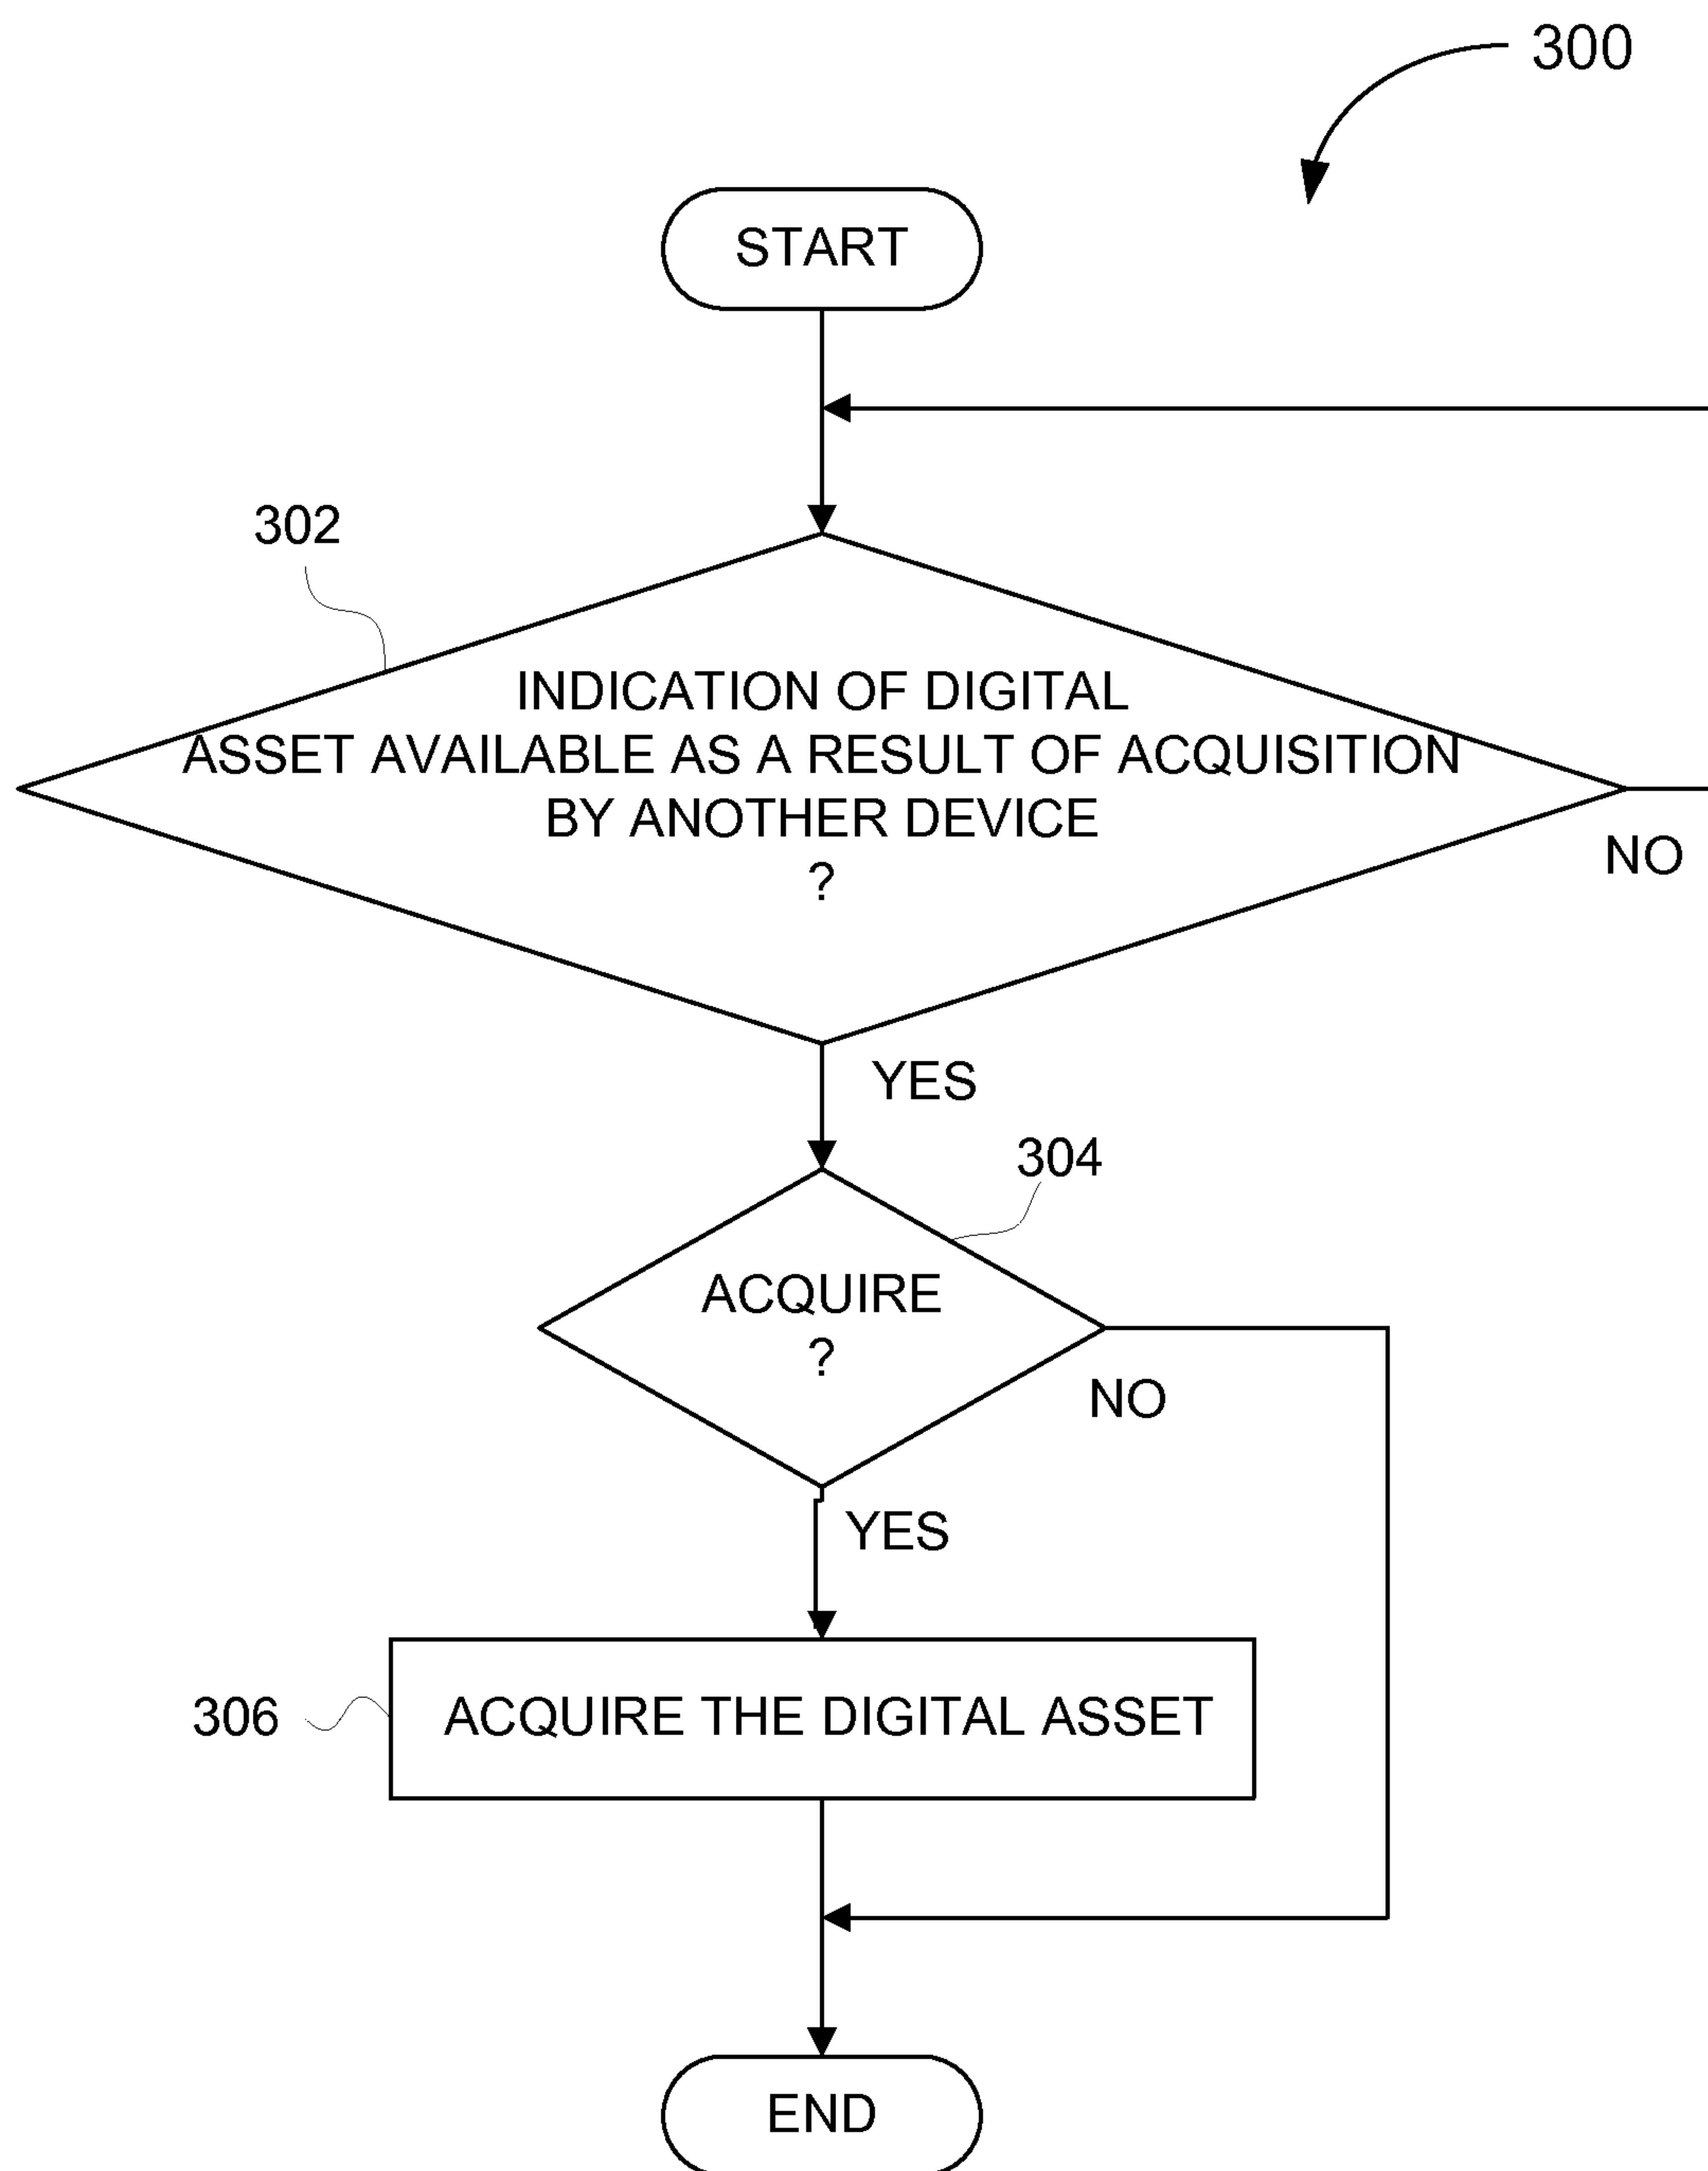 300
START
302
INDICATION OF DIGITAL
ASSET AVAILABLE AS A RESULT OF ACQUISITION
BY ANOTHER DEVICE
?
NO
YES
304
ACQUIRE
?
NO
YES
306
ACQUIRE THE DIGITAL ASSET
END